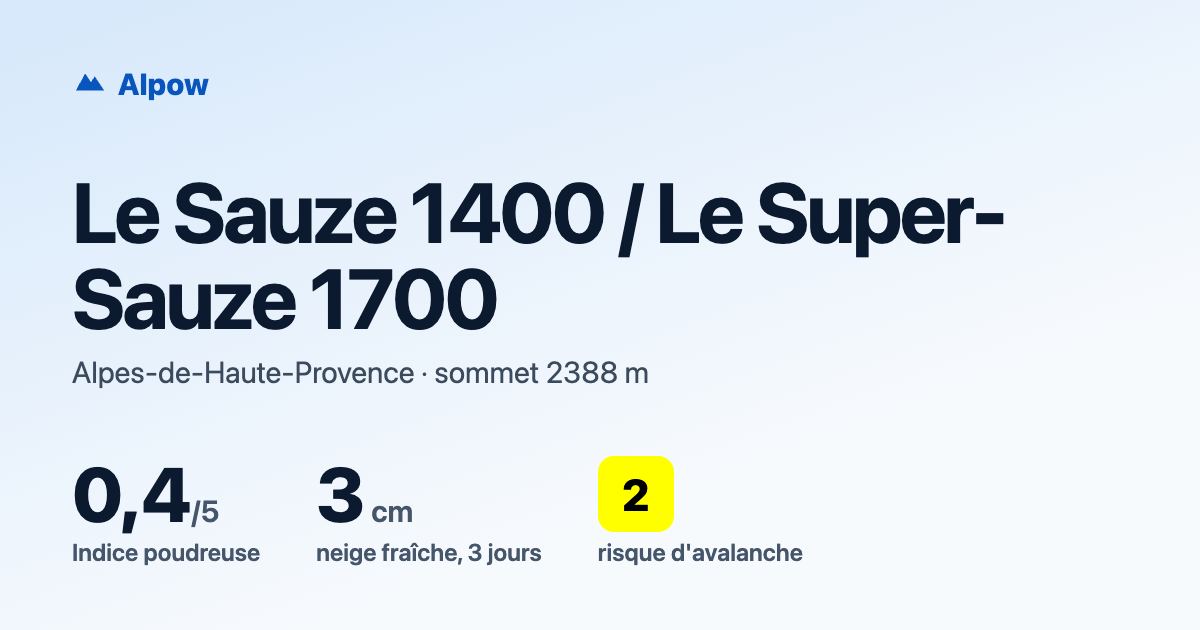 Alpow
Le Sauze 1400 / Le Super-
Sauze 1700
Alpes-de-Haute-Provence · sommet 2388 m
0,4/5
3 cm
2
Indice poudreuse
neige fraîche, 3 jours
risque d'avalanche